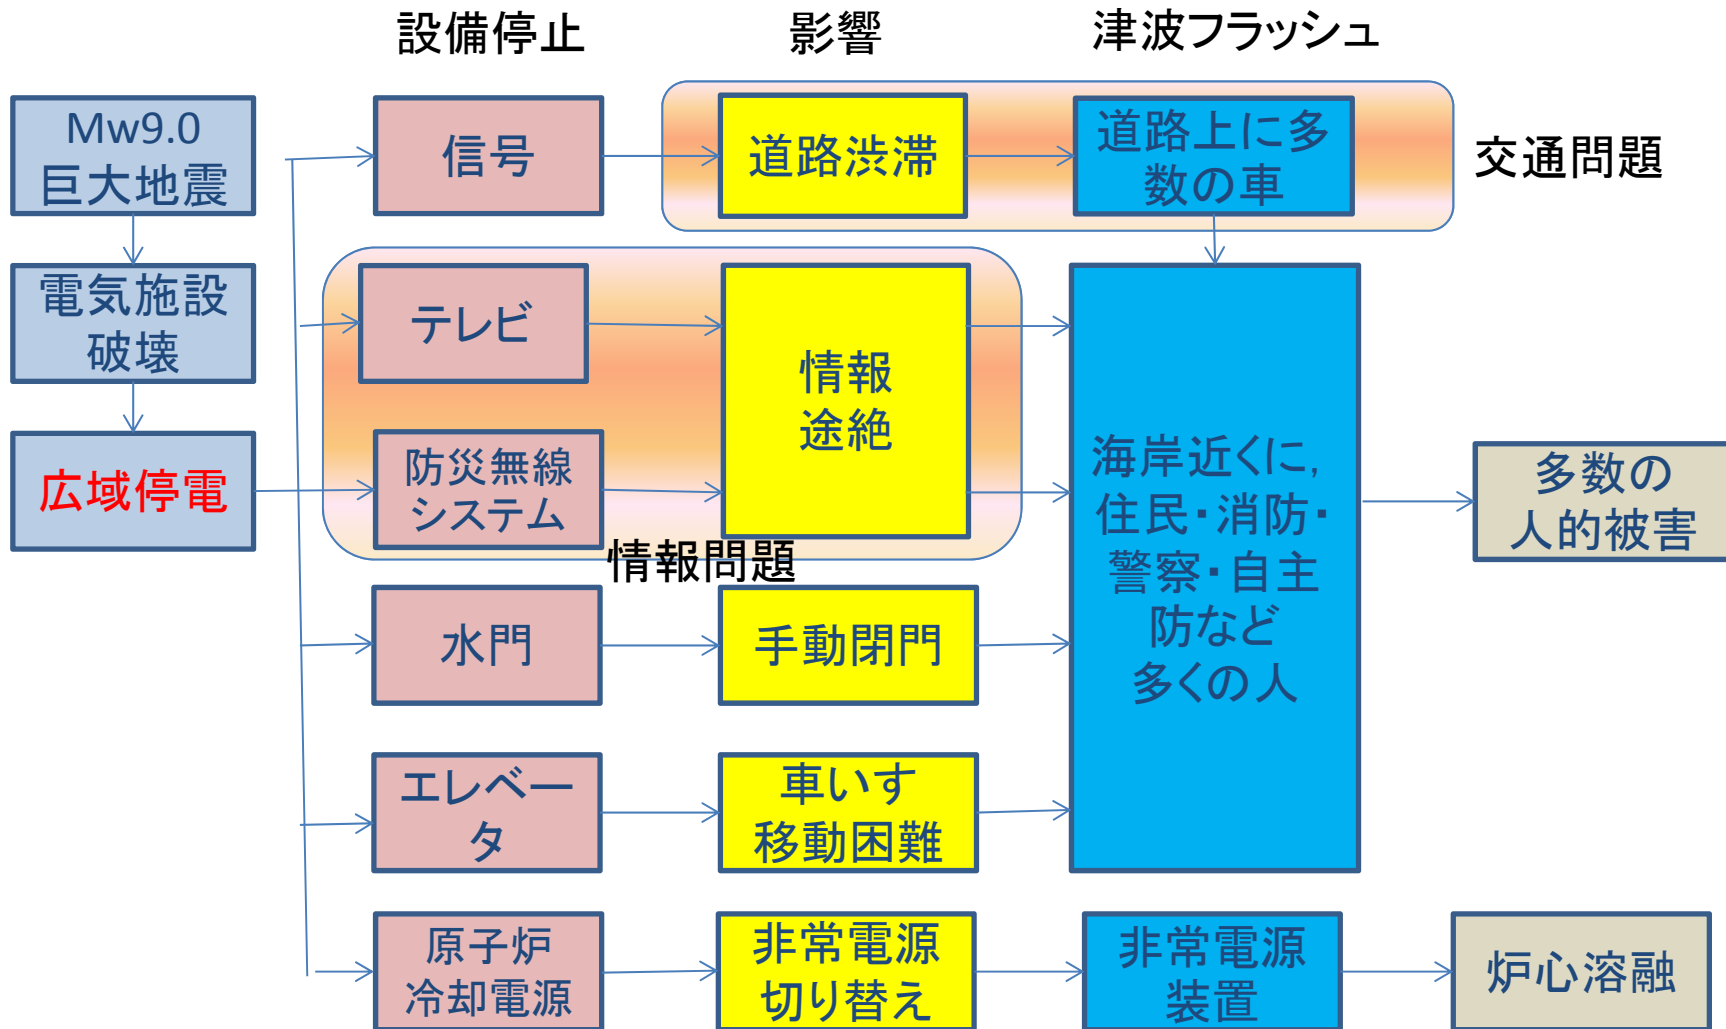 設備停止
影響
津波フラッシュ
Mw9.0
巨大地震
信号
道路渋滞
道路上に多
数の車
交通問題
電気施設
破壊
テレビ
情報
途絶
広域停電
防災無線
システム
情報問題
海岸近くに,
住民・消防・
警察・自主
防など
多くの人
多数の
人的被害
水門
手動閉門
エレベー
タ
車いす
移動困難
原子炉
冷却電源
非常電源
切り替え
非常電源
装置
炉心溶融